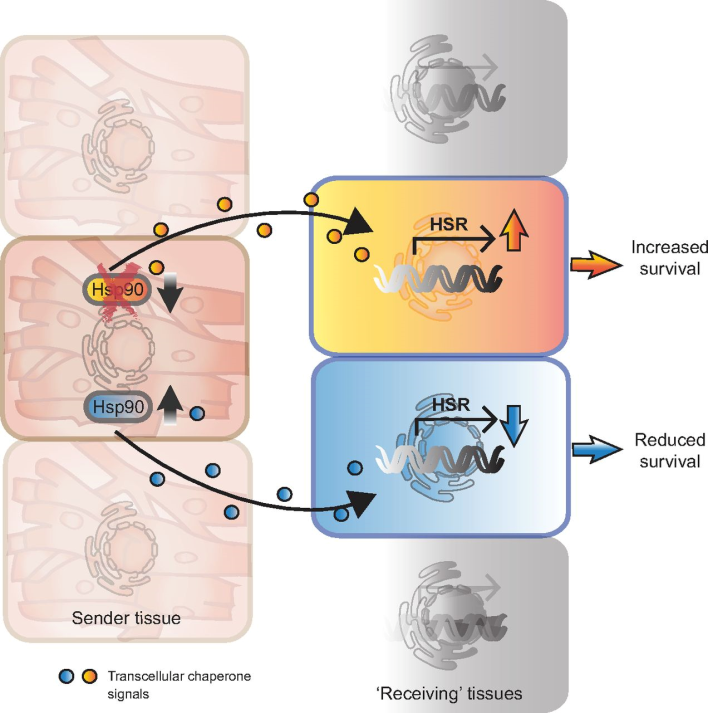 HSR
Increased
survival
Hsp90
Hsp90
HSR
Reduced
survival
Sender tissue
Transcellular chaperone
signals
‘Receiving’ tissues